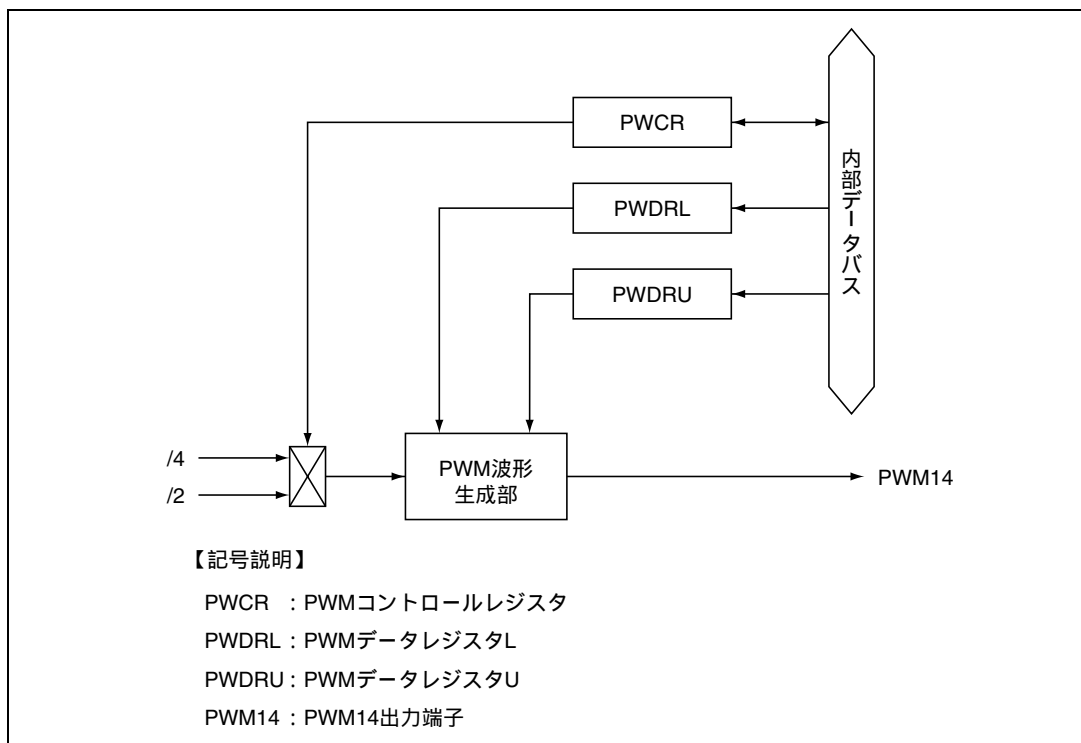 PWCR
PWDRL
PWDRU
内部データバス
/4
/2
PWM波形
生成部
PWM14
【記号説明】
PWCR ：PWMコントロールレジスタ
PWDRL：PWMデータレジスタL
PWDRU：PWMデータレジスタU
PWM14：PWM14出力端子